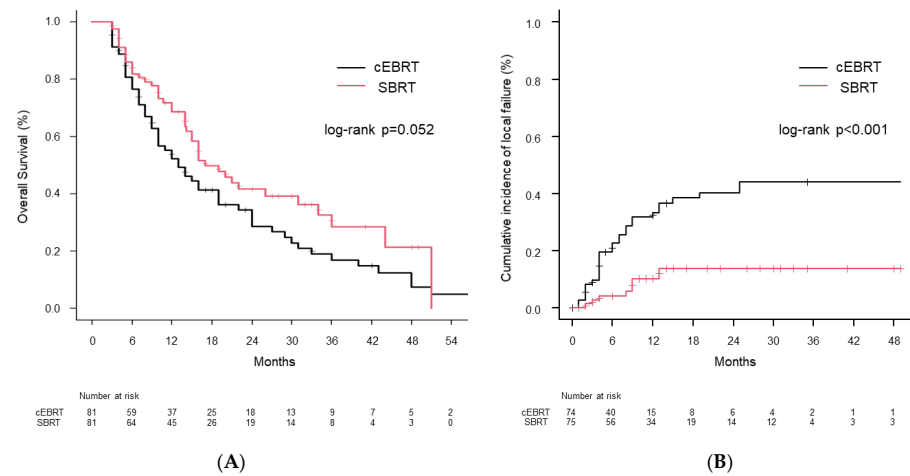 Overall Survival (%)
1.0
0.8
0.6
0.4
0.2
0.0
cEBRT
SBRT
log-rank p=0.052
0 6 12 18 24 30 36 42 48 54
Months
Number at risk
cEBRT 81 59 37 25 18 13 9 7 5 2
SBRT 81 64 45 26 19 14 8 4 3 0
(A)
Cumulative incidence of local failure (%)
1.0
0.8
0.6
0.4
0.2
0.0
cEBRT
SBRT
log-rank p<0.001
0 6 12 18 24 30 36 42 48
Months
Number at risk
cEBRT 74 40 15 8 6 4 2 1 1
SBRT 75 56 34 19 14 12 4 3 3
(B)